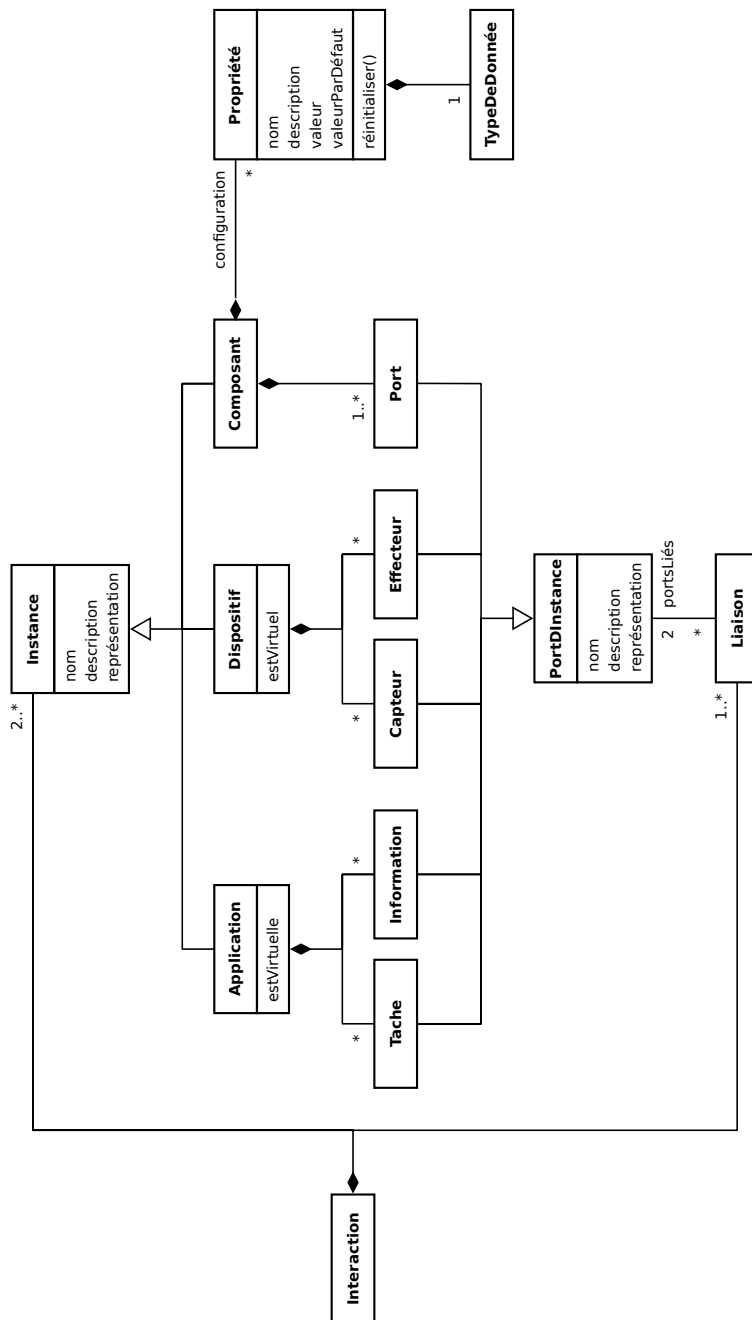 Interaction
2..*
Instance
nom
description
représentation
Application
estVirtuelle
Dispositif
estVirtuel
Composant
configuration
*
Propriété
nom
description
valeur
valeurParDéfaut
réinitialiser()
1
TypeDeDonnée
*
Tache
*
Information
*
Capteur
*
Effecteur
1..*
Port
PortDInstance
nom
description
représentation
2
portsLiés
*
1..*
Liaison